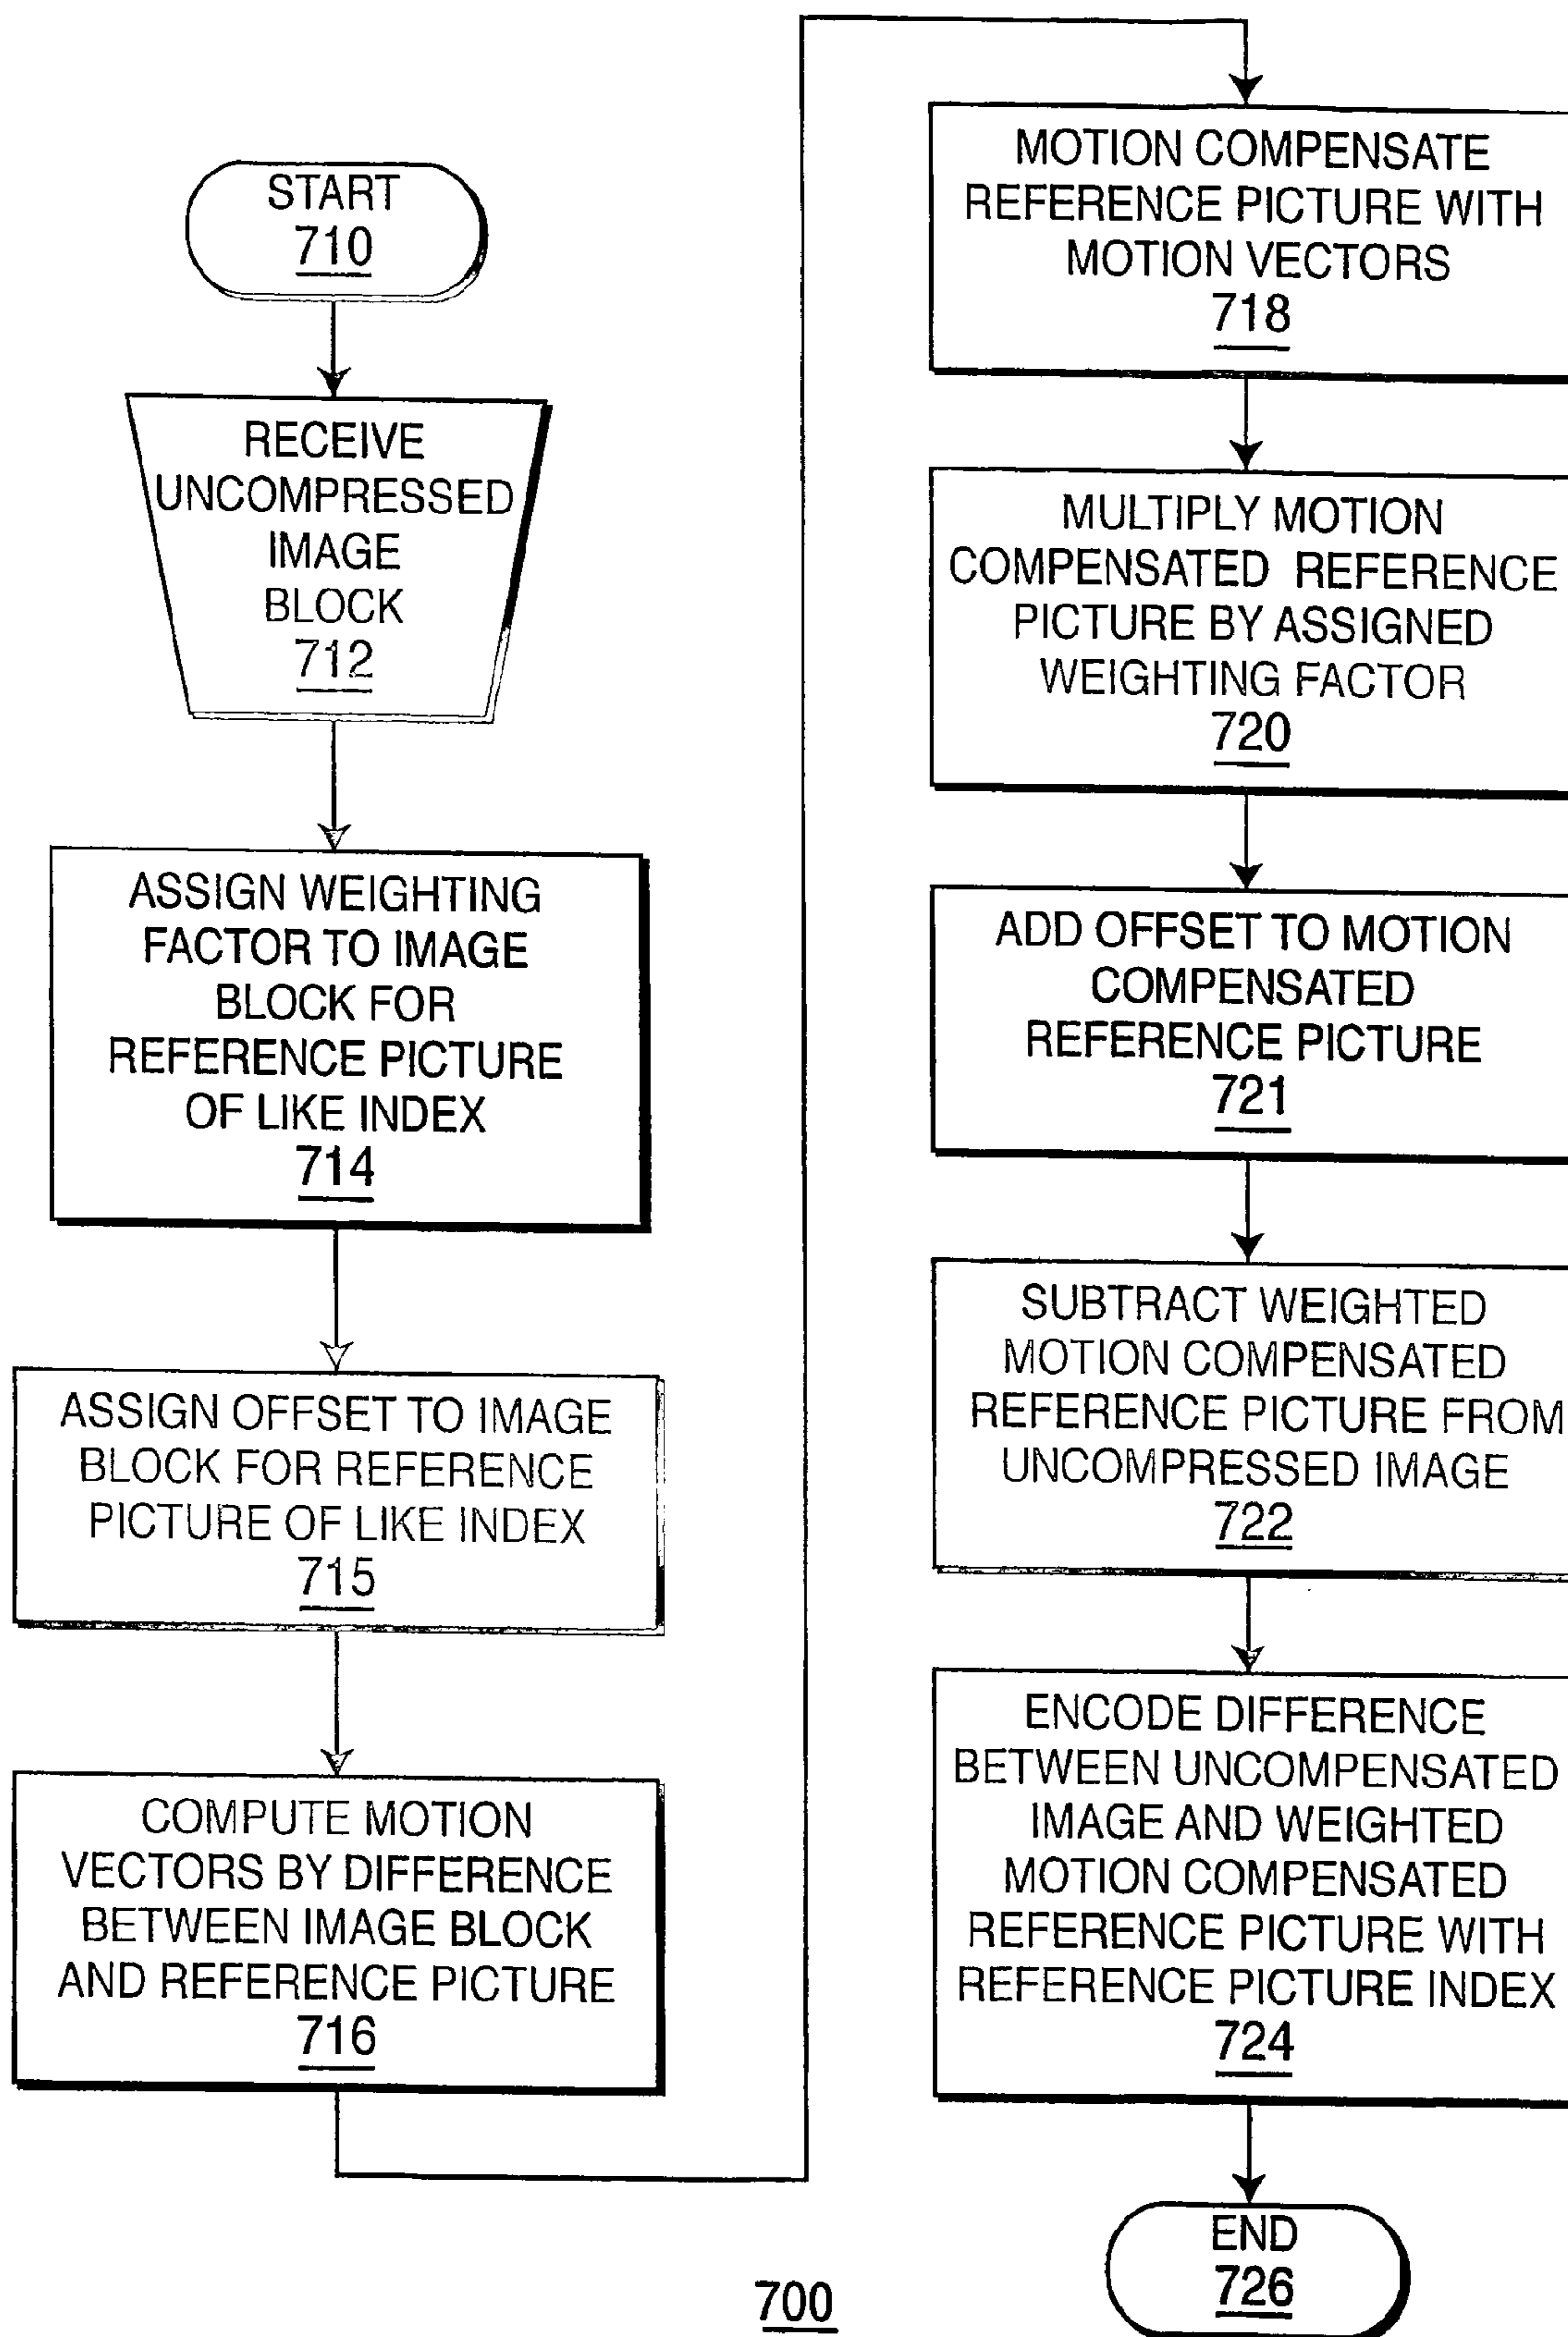 START
710
RECEIVE
UNCOMPRESSED
IMAGE
BLOCK
712
ASSIGN WEIGHTING
FACTOR TO IMAGE
BLOCK FOR
REFERENCE PICTURE
OF LIKE INDEX
714
ASSIGN OFFSET TO IMAGE
BLOCK FOR REFERENCE
PICTURE OF LIKE INDEX
715
COMPUTE MOTION
VECTORS BY DIFFERENCE
BETWEEN IMAGE BLOCK
AND REFERENCE PICTURE
716
MOTION COMPENSATE
REFERENCE PICTURE WITH
MOTION VECTORS
718
MULTIPLY MOTION
COMPENSATED REFERENCE
PICTURE BY ASSIGNED
WEIGHTING FACTOR
720
ADD OFFSET TO MOTION
COMPENSATED
REFERENCE PICTURE
721
SUBTRACT WEIGHTED
MOTION COMPENSATED
REFERENCE PICTURE FROM
UNCOMPRESSED IMAGE
722
ENCODE DIFFERENCE
BETWEEN UNCOMPENSATED
IMAGE AND WEIGHTED
MOTION COMPENSATED
REFERENCE PICTURE WITH
REFERENCE PICTURE INDEX
724
END
726
700